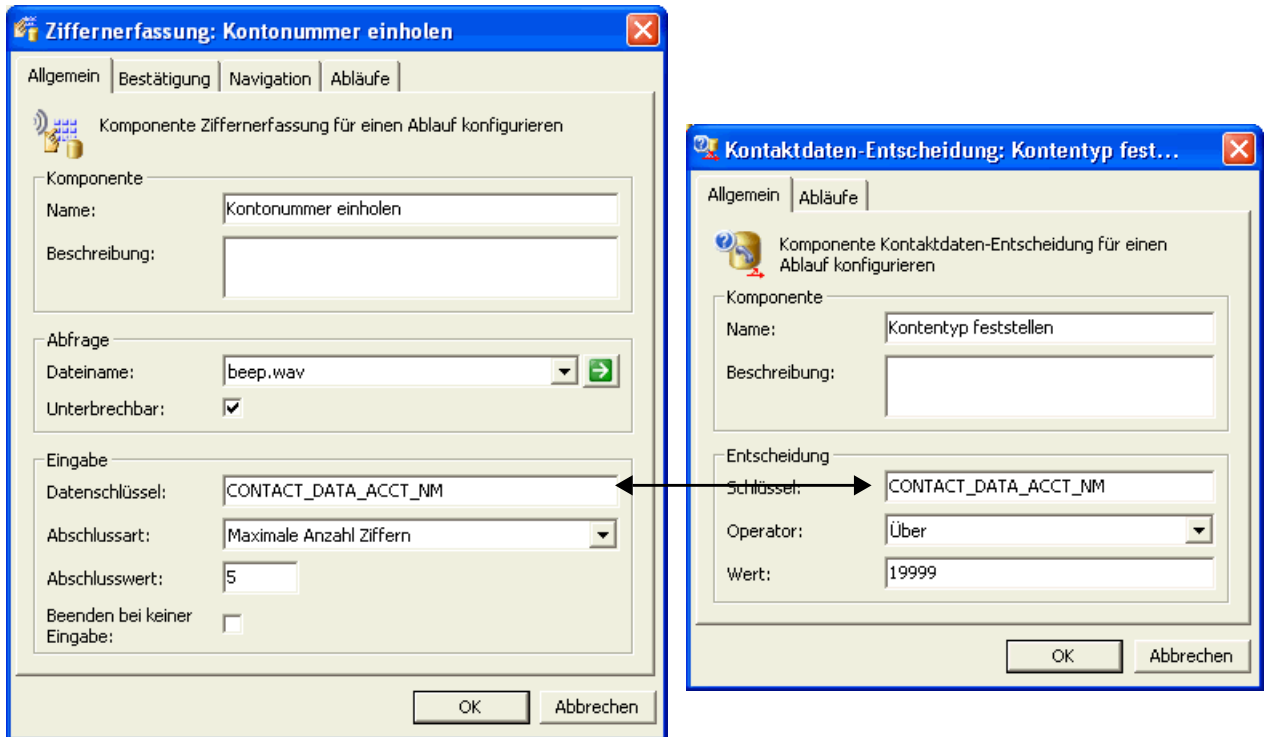 Ziffernerfassung: Kontonummer einholen
Allgemein Bestätigung Navigation Abläufe
Komponente Ziffernerfassung für einen Ablauf konfigurieren
Komponente
Name: Kontonummer einholen
Beschreibung:
Abfrage
Dateiname: beep.wav
Unterbrechbar:
Eingabe
Datenschlüssel: CONTACT_DATA_ACCT_NM
Abschlussart: Maximale Anzahl Ziffern
Abschlusswert: 5
Beenden bei keiner
Eingabe:
OK Abbrechen
Kontaktdaten-Entscheidung: Kontentyp fest...
Allgemein Abläufe
Komponente Kontaktdaten-Entscheidung für einen
Ablauf konfigurieren
Komponente
Name: Kontentyp feststellen
Beschreibung:
Entscheidung
Schlüssel: CONTACT_DATA_ACCT_NM
Operator: Über
Wert: 19999
OK Abbrechen